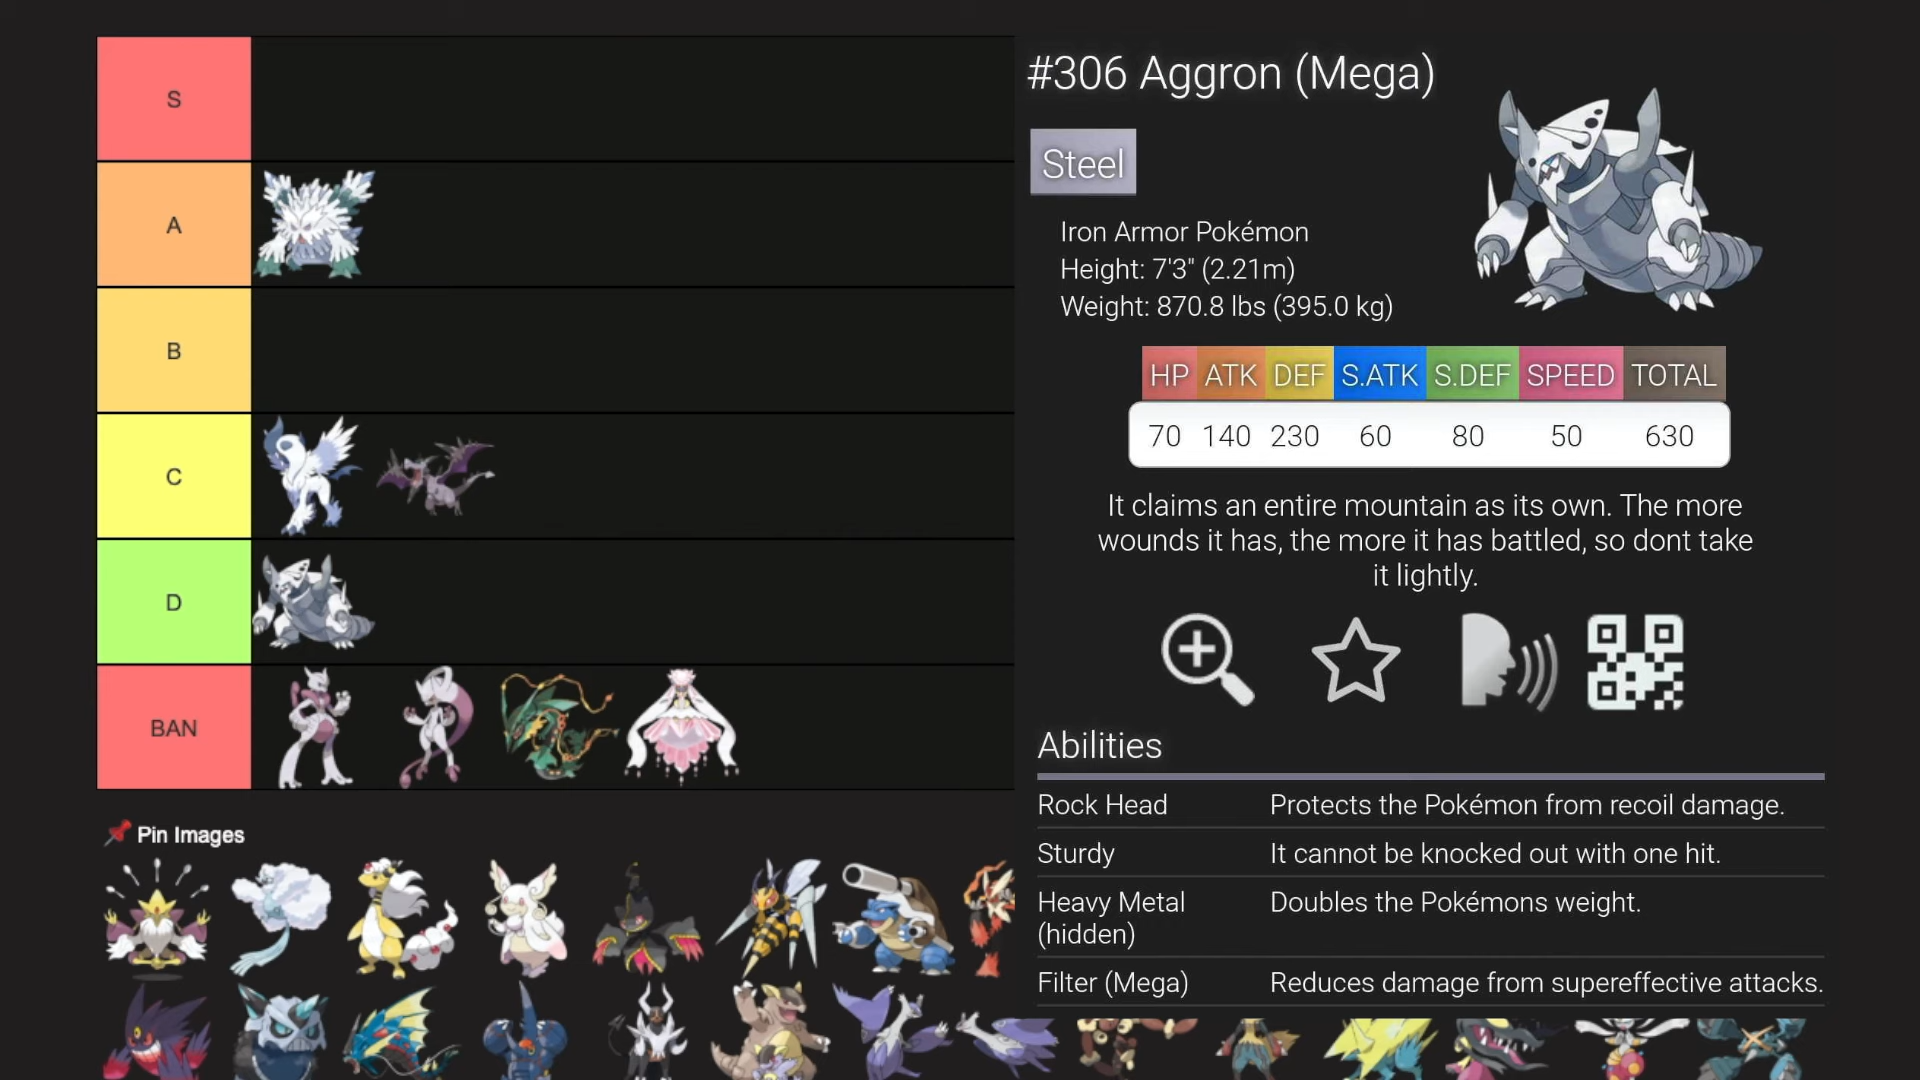 S
A
B
C
D
BAN
Pin Images
#306 Aggron (Mega)
Steel
Iron Armor Pokémon
Height: 7'3" (2.21m)
Weight: 870.8 lbs (395.0 kg)
HP ATK DEF S.ATK S.DEF SPEED TOTAL
70 140 230 60 80 50 630
It claims an entire mountain as its own. The more
wounds it has, the more it has battled, so dont take
it lightly.
Abilities
Rock Head Protects the Pokémon from recoil damage.
Sturdy It cannot be knocked out with one hit.
Heavy Metal Doubles the Pokémons weight.
(hidden)
Filter (Mega) Reduces damage from supereffective attacks.